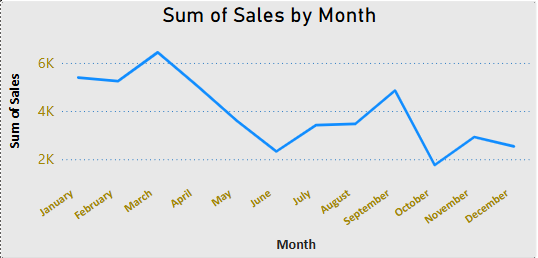 Sum of Sales by Month
Sum of Sales
6K
4K
2K
January
February
March
April
May
June
July
August
September
October
November
December
Month